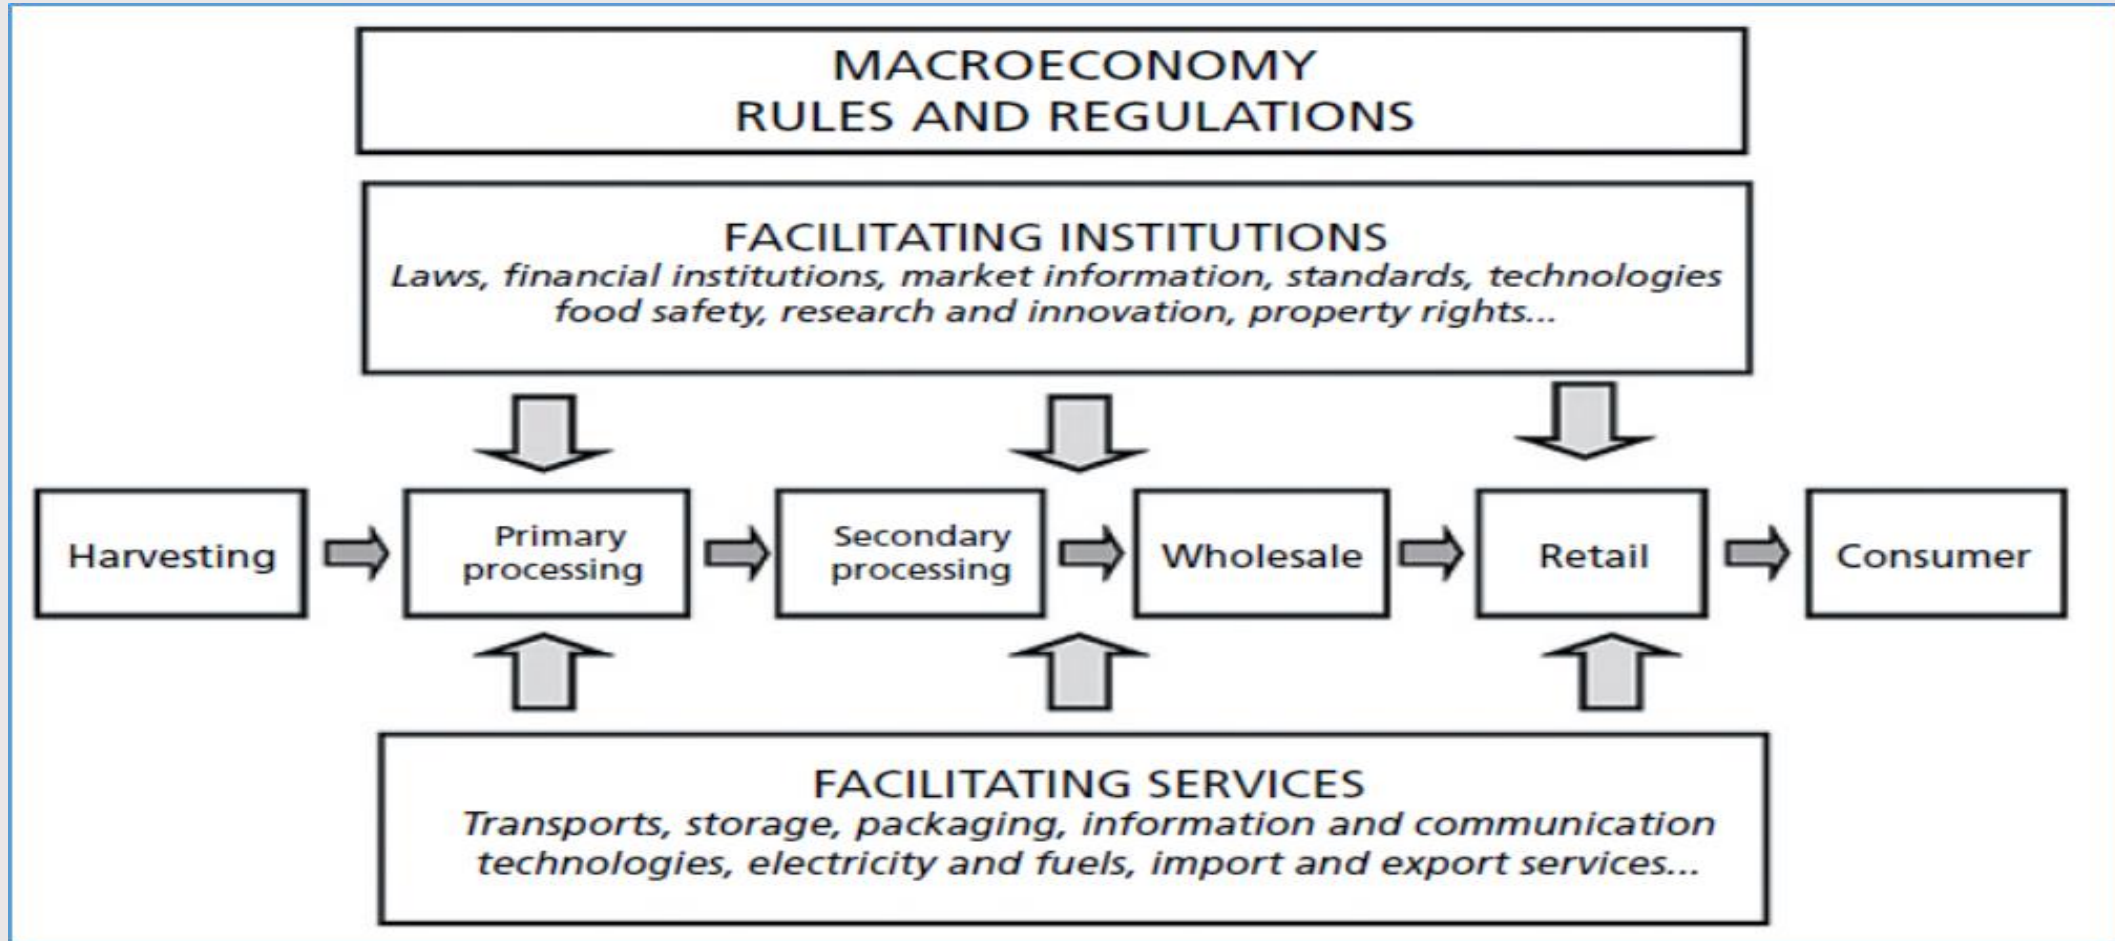 MACROECONOMY
RULES AND REGULATIONS
FACILITATING INSTITUTIONS
Laws, financial institutions, market information, standards, technologies
food safety, research and innovation, property rights...
Harvesting
Primary
processing
Secondary
processing
Wholesale
Retail
Consumer
FACILITATING SERVICES
Transports, storage, packaging, information and communication
technologies, electricity and fuels, import and export services...